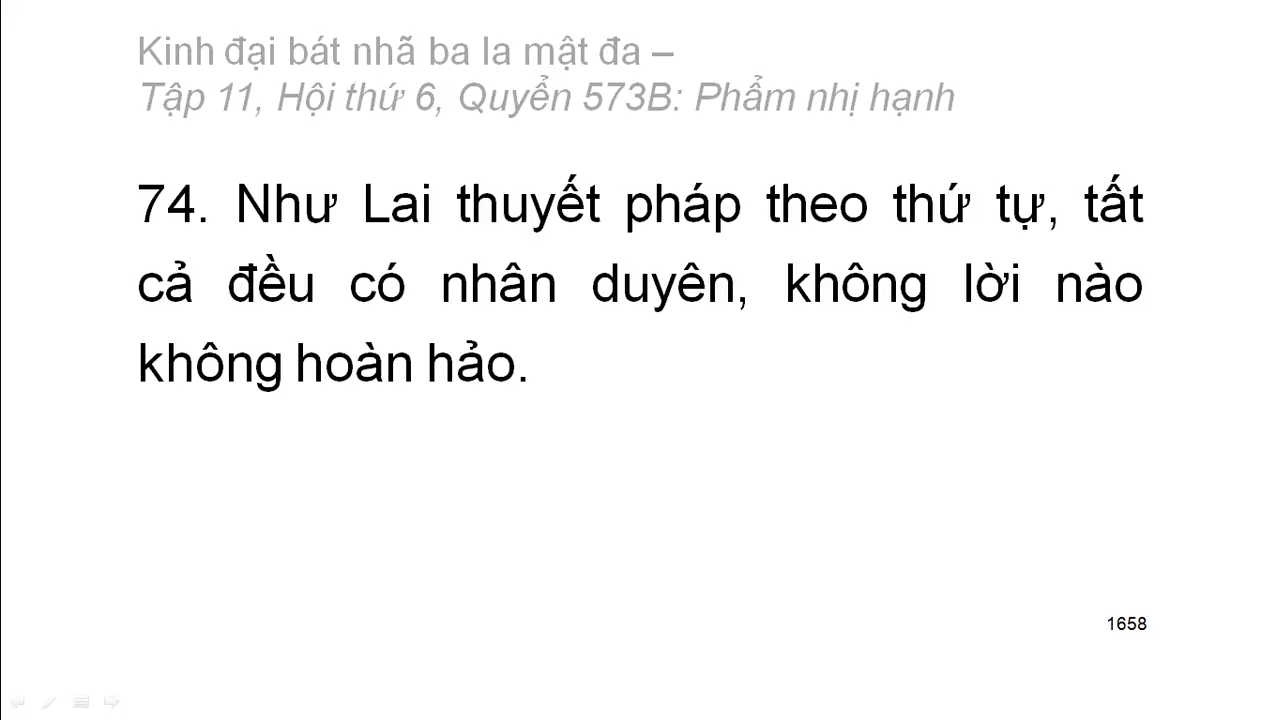 Kinh đại bát nhã ba la mật đa –
Tập 11, Hội thứ 6, Quyển 573B: Phẩm nhị hạnh
74. Như Lai thuyết pháp theo thứ tự, tất
cả đều có nhân duyên, không lời nào
không hoàn hảo.
1658